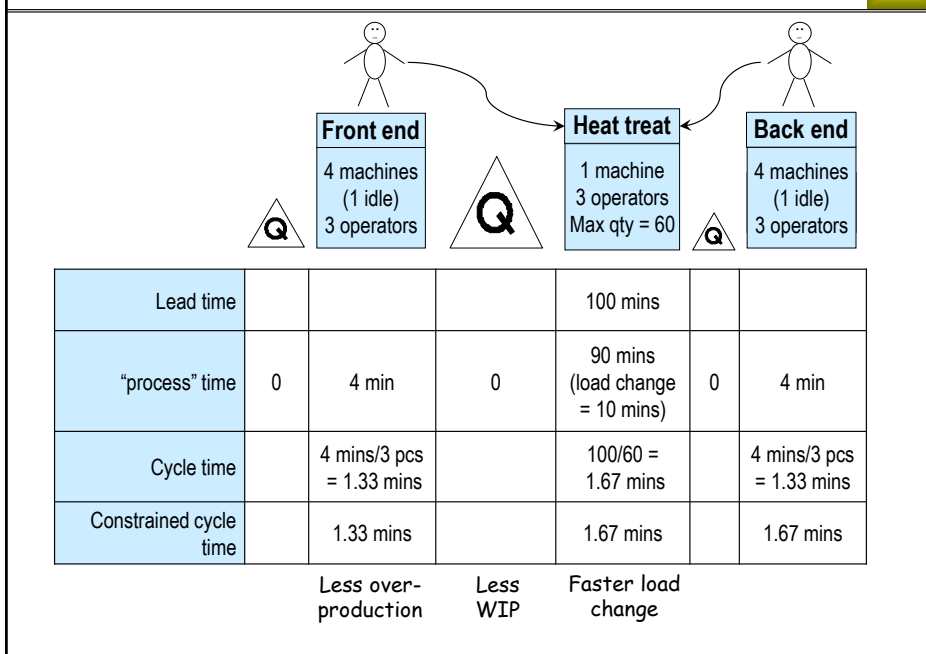 Front end
4 machines
(1 idle)
3 operators
Heat treat
1 machine
3 operators
Max qty = 60
Back end
4 machines
(1 idle)
3 operators
Q
Q
Q
Lead time
100 mins
“process” time
0
4 min
0
90 mins
(load change
= 10 mins)
0
4 min
Cycle time
4 mins/3 pcs
= 1.33 mins
100/60 =
1.67 mins
4 mins/3 pcs
= 1.33 mins
Constrained cycle
time
1.33 mins
1.67 mins
1.67 mins
Less over-
production
Less
WIP
Faster load
change